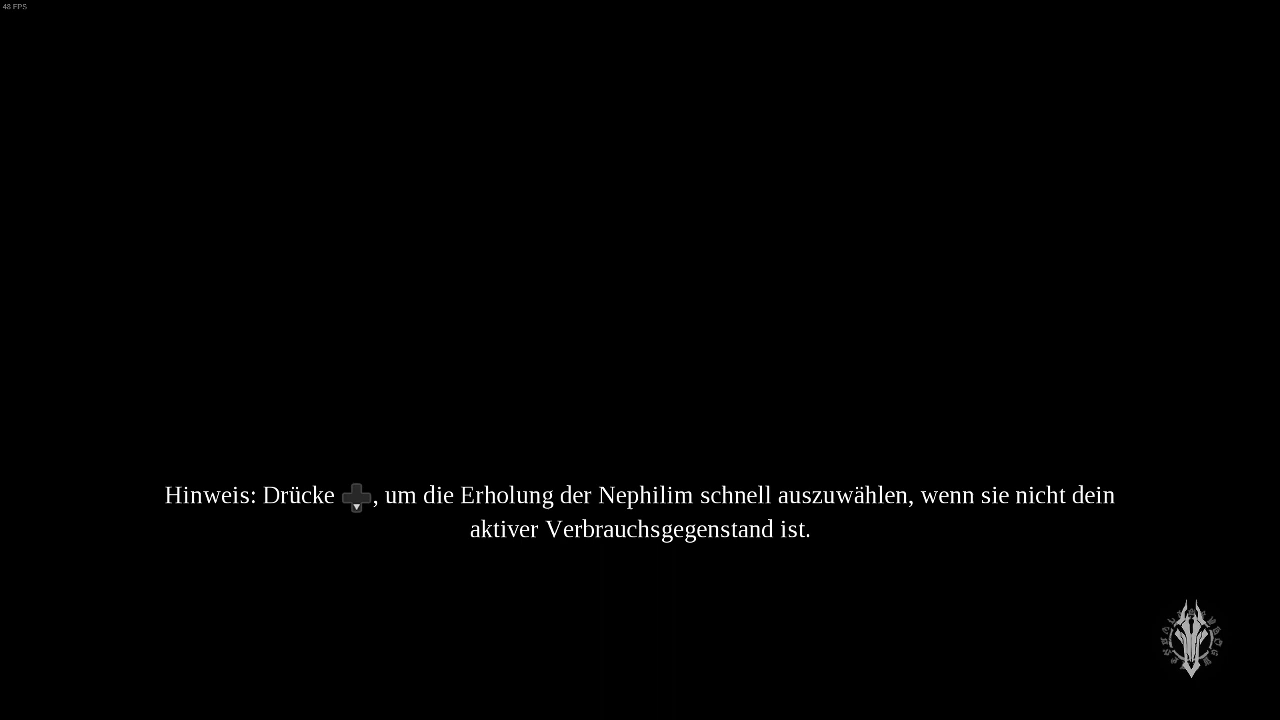 48 FPS
Hinweis: Drücke , um die Erholung der Nephilim schnell auszuwählen, wenn sie nicht dein
aktiver Verbrauchsgegenstand ist.